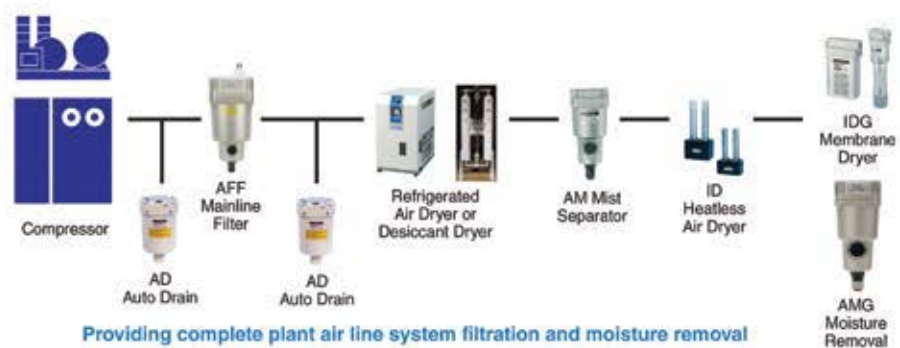 Compressor
AFF
Mainline
Filter
AD
Auto Drain
AD
Auto Drain
Refrigerated
Air Dryer or
Desiccant Dryer
AM Mist
Separator
ID
Heatless
Air Dryer
IDG
Membrane
Dryer
AMG
Moisture
Removal
Providing complete plant air line system filtration and moisture removal